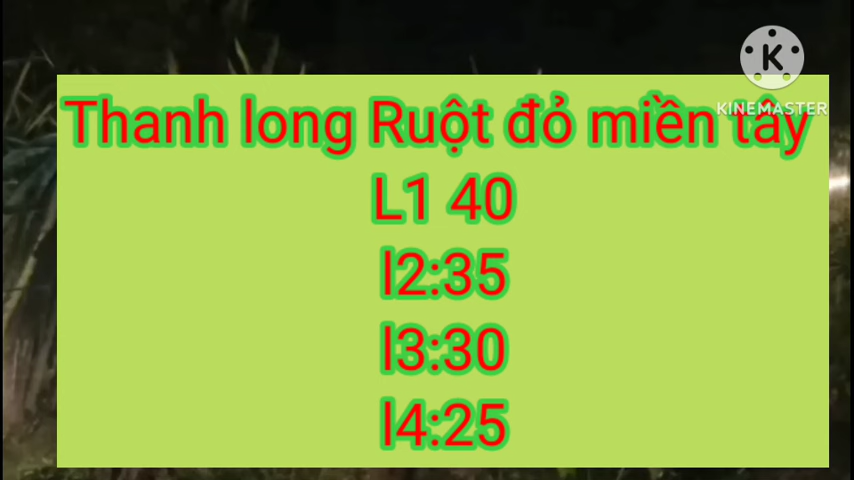 KINEMASTER
Thanh long Ruột đỏ miền tây
L1 40
l2:35
l3:30
l4:25